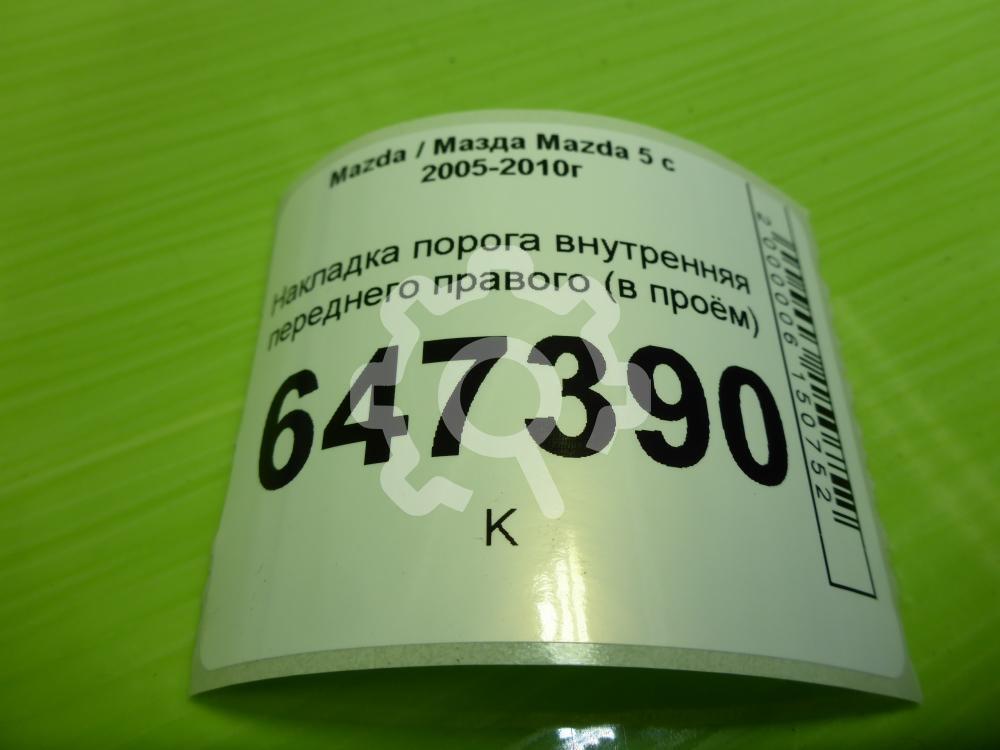 Mazda / Мазда Mazda 5 с
2005-2010г
Накладка порога внутренняя
переднего правого (в проём)
647390
К
2000006150752